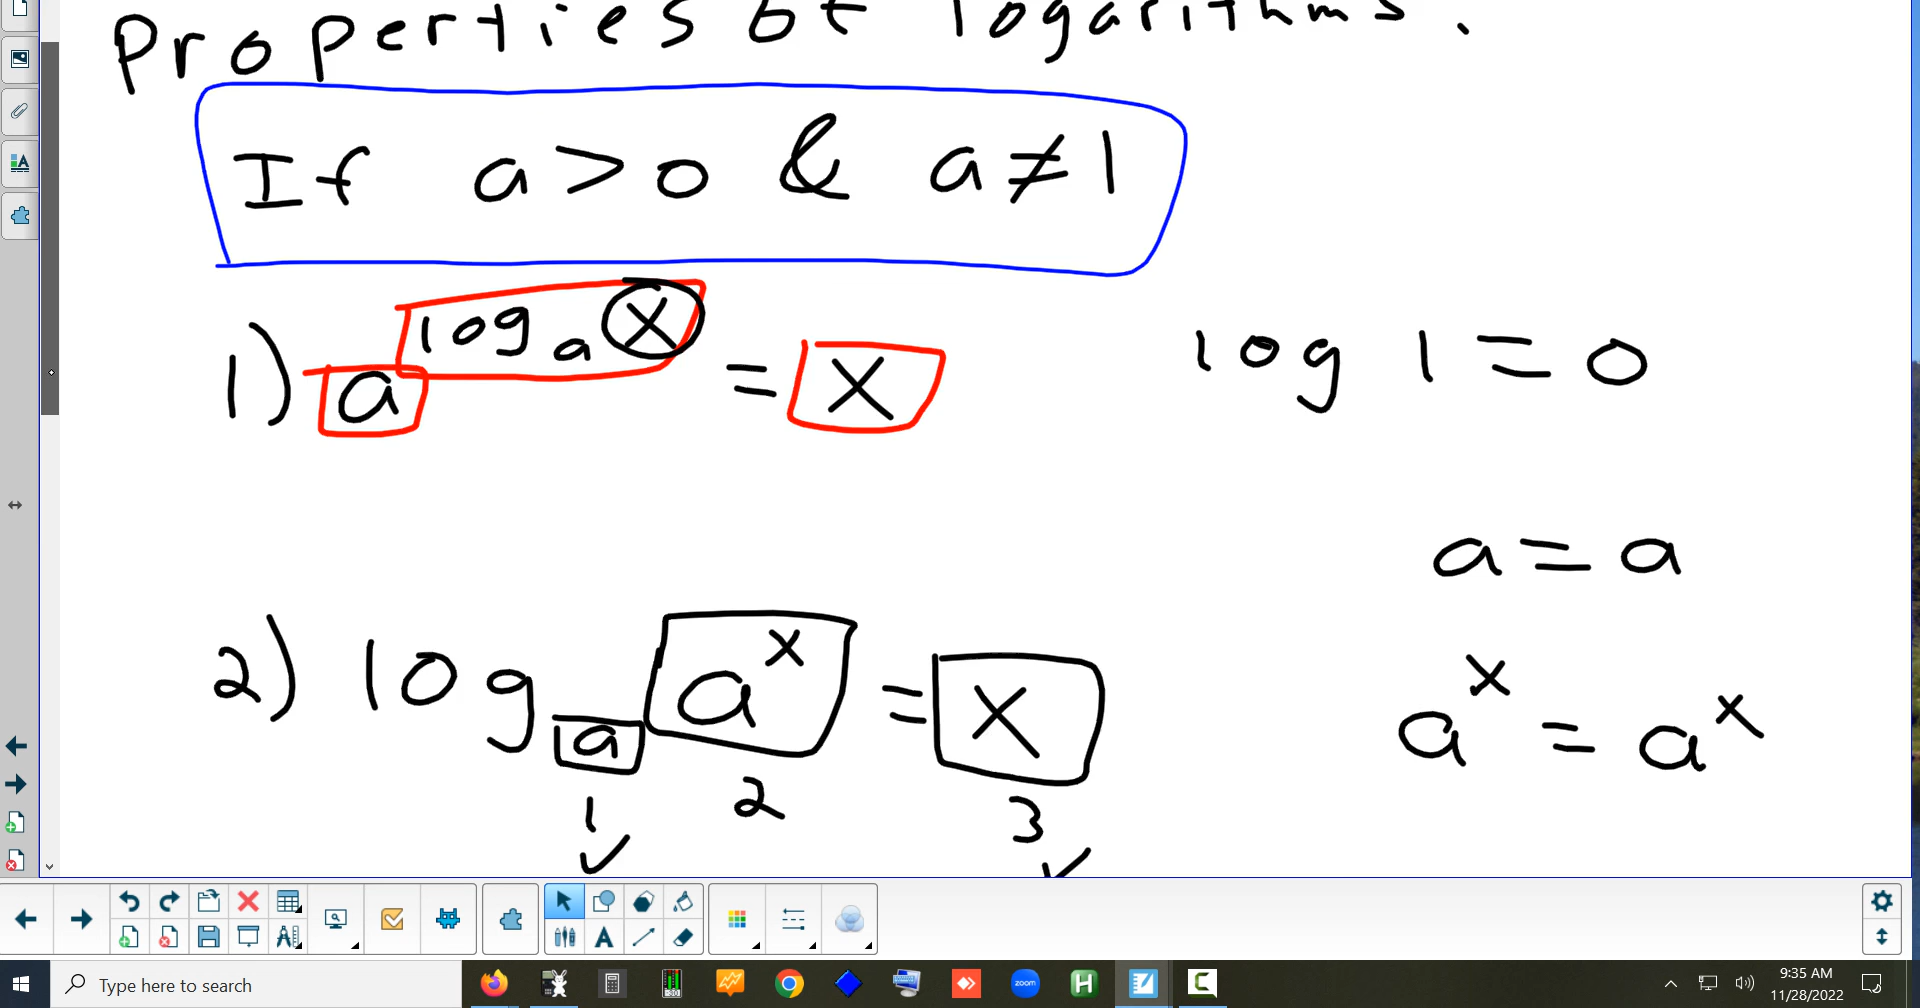 Properties of logarithms.
If a > 0 & a ≠ 1
1) a^(log_a x) = x
log 1 = 0
a = a
2) log_a a^x = x
a^x = a^x
1 2 3
✓ ✓
A
Type here to search
zoom
H
C
9:35 AM
11/28/2022